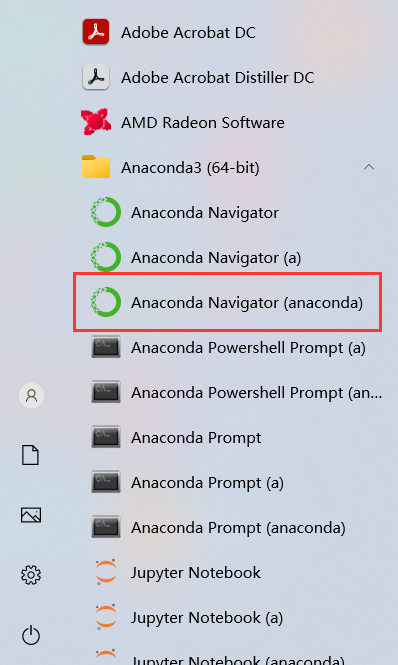 Adobe Acrobat DC
Adobe Acrobat Distiller DC
AMD Radeon Software
Anaconda3 (64-bit)
Anaconda Navigator
Anaconda Navigator (a)
Anaconda Navigator (anaconda)
Anaconda Powershell Prompt (a)
Anaconda Powershell Prompt (an...
Anaconda Prompt
Anaconda Prompt (a)
Anaconda Prompt (anaconda)
Jupyter Notebook
Jupyter Notebook (a)
Jupyter Notebook (anaconda)